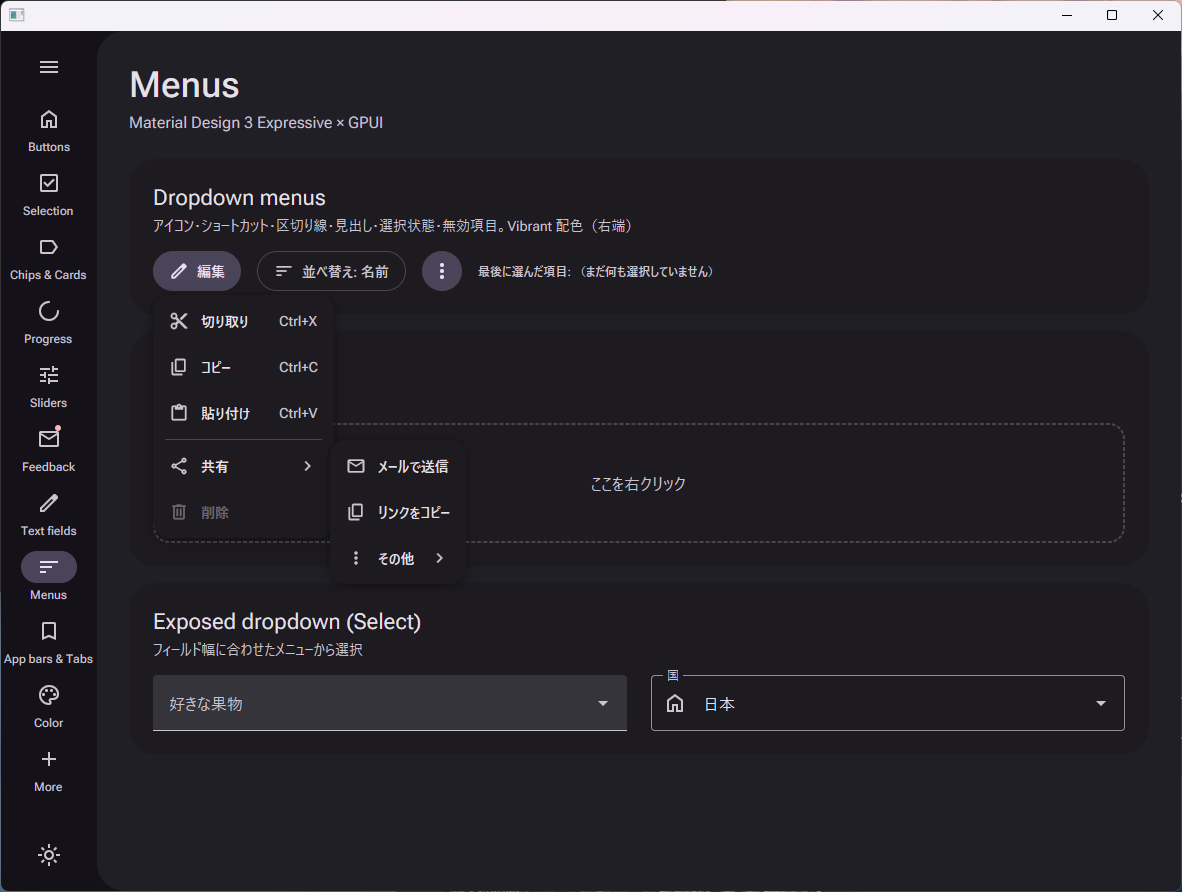 Menus
Material Design 3 Expressive × GPUI
Buttons
Selection
Chips & Cards
Progress
Sliders
Feedback
Text fields
Menus
App bars & Tabs
Color
More
Dropdown menus
アイコン・ショートカット・区切り線・見出し・選択状態・無効項目。Vibrant 配色（右端）
編集
並べ替え: 名前
最後に選んだ項目: （まだ何も選択していません）
切り取り Ctrl+X
コピー Ctrl+C
貼り付け Ctrl+V
共有
削除
メールで送信
リンクをコピー
その他
ここを右クリック
Exposed dropdown (Select)
フィールド幅に合わせたメニューから選択
好きな果物
国
日本